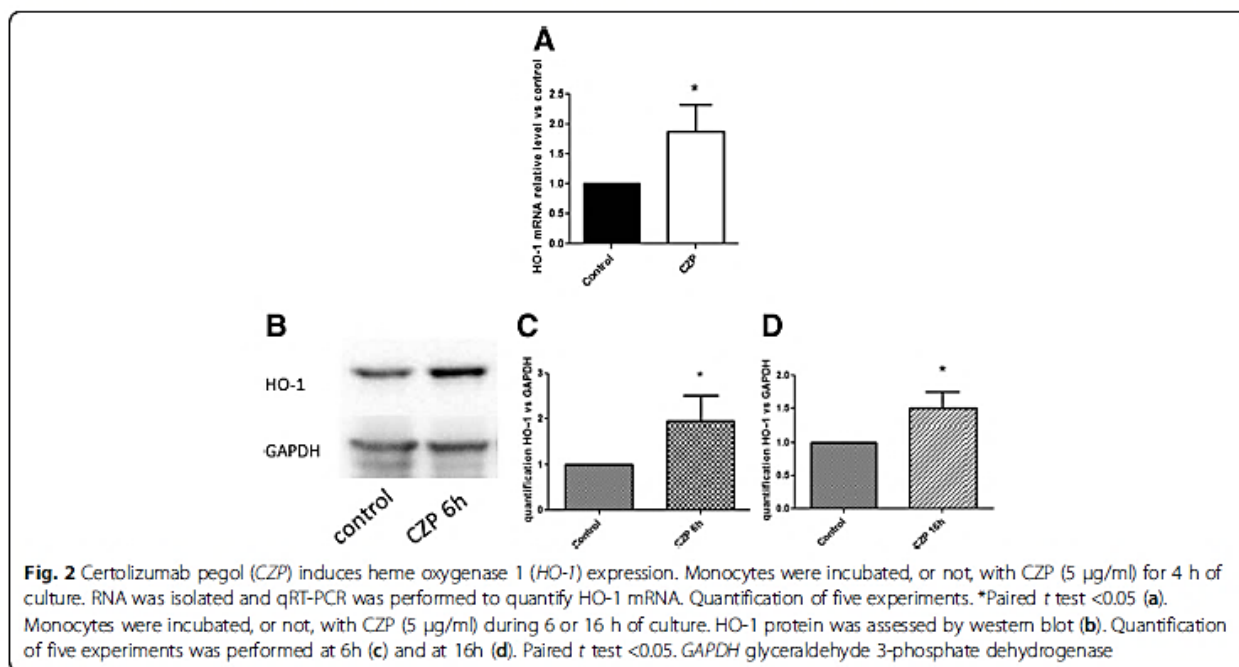 A
HO-1 mRNA relative level vs control
2.5
2.0
1.5
1.0
0.5
0.0
*
Control
CZP
B
HO-1
GAPDH
control
CZP 6h
C
quantification HO-1 vs GAPDH
3
2
1
0
*
Control
CZP 6h
D
quantification HO-1 vs GAPDH
2.0
1.5
1.0
0.5
0.0
*
Control
CZP 16h
Fig. 2 Certolizumab pegol (CZP) induces heme oxygenase 1 (HO-1) expression. Monocytes were incubated, or not, with CZP (5 μg/ml) for 4 h of
culture. RNA was isolated and qRT-PCR was performed to quantify HO-1 mRNA. Quantification of five experiments. *Paired t test <0.05 (a).
Monocytes were incubated, or not, with CZP (5 μg/ml) during 6 or 16 h of culture. HO-1 protein was assessed by western blot (b). Quantification
of five experiments was performed at 6h (c) and at 16h (d). Paired t test <0.05. GAPDH glyceraldehyde 3-phosphate dehydrogenase